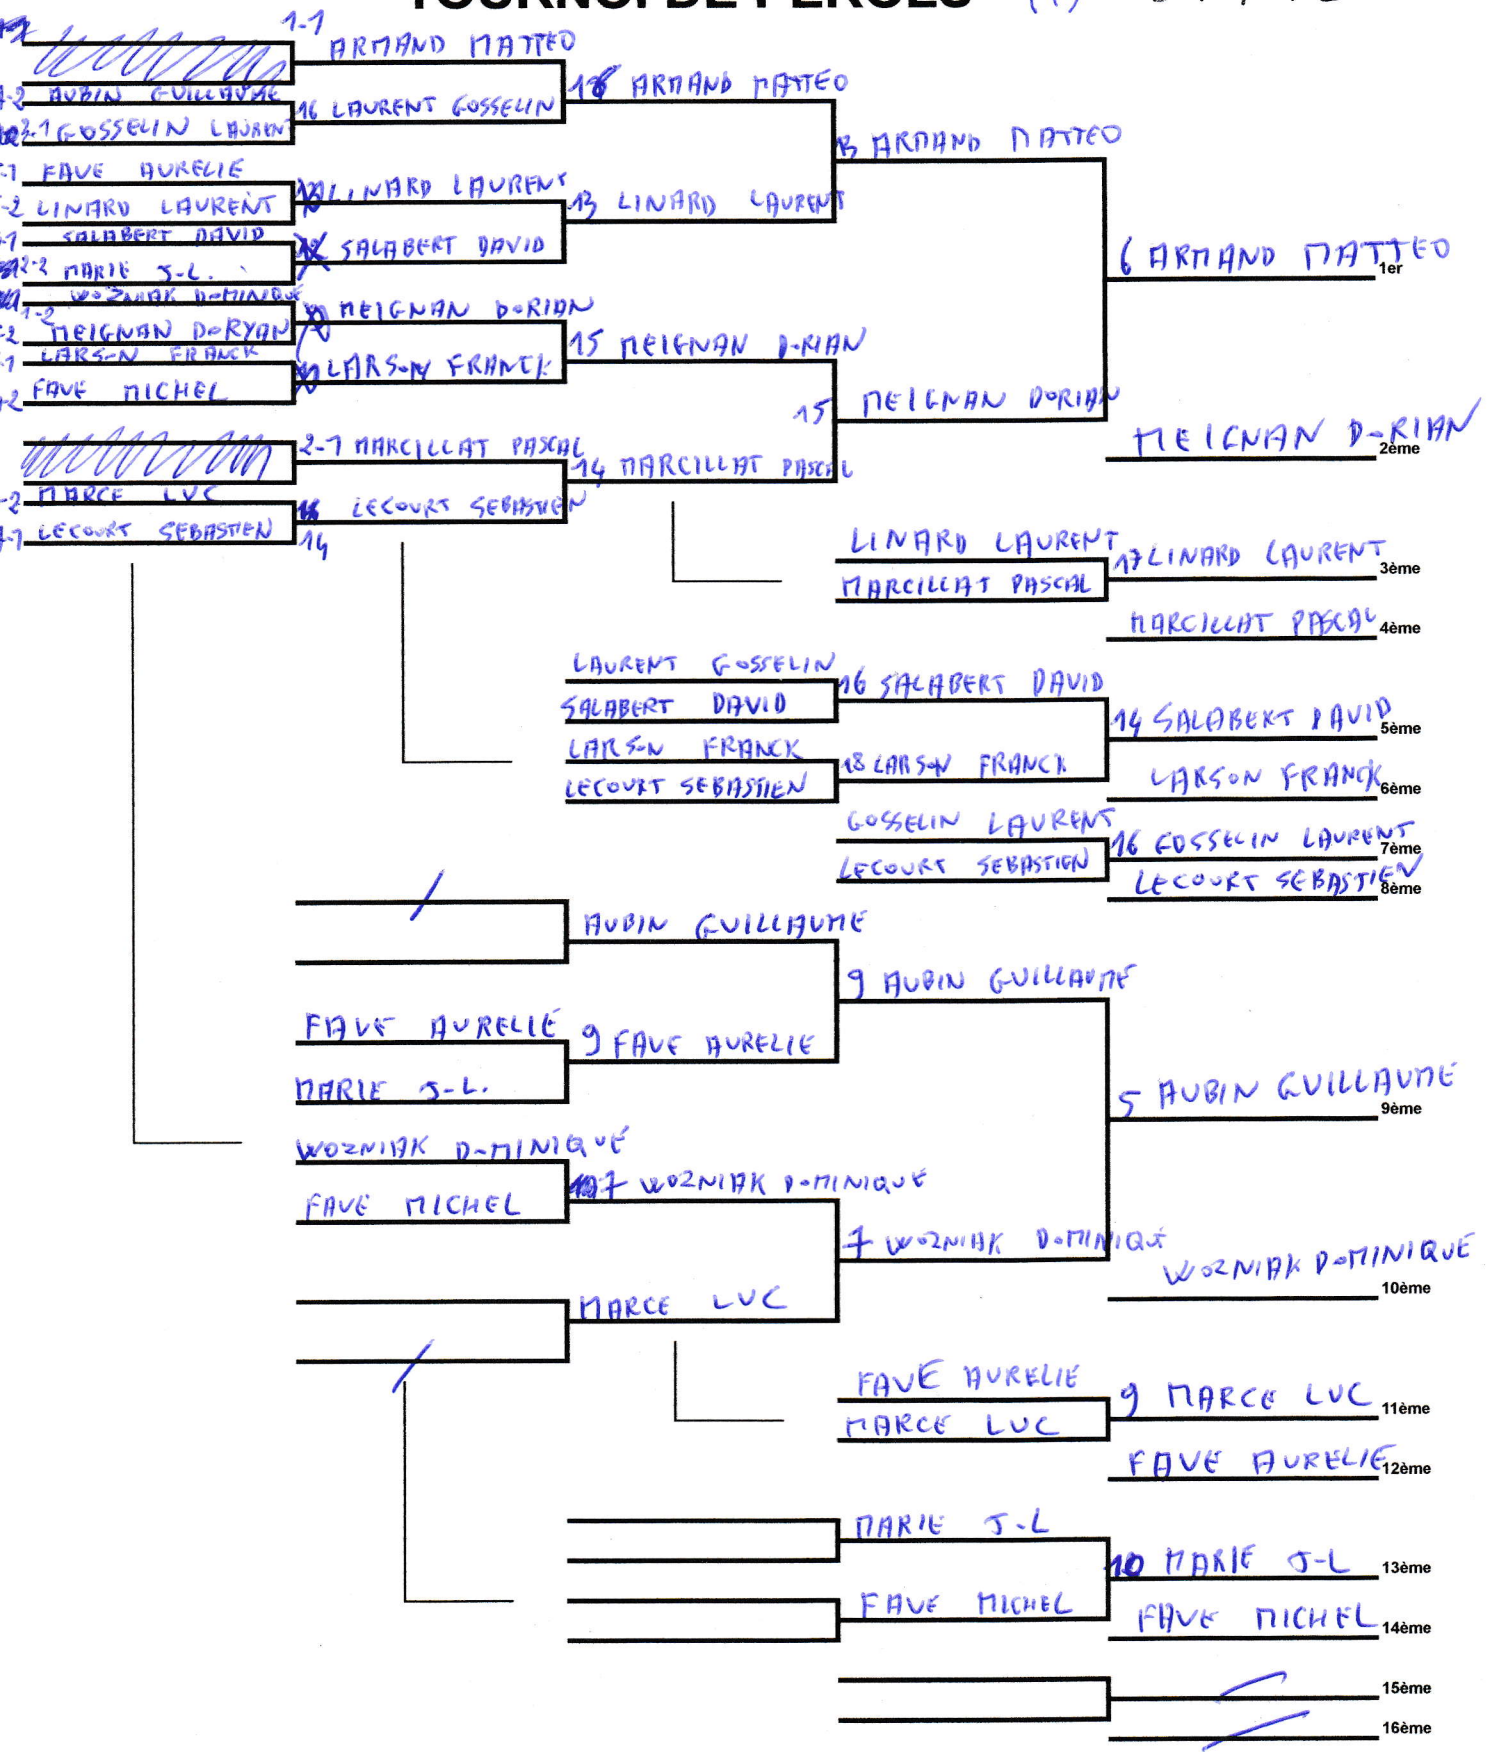 1-1
ARMAND MATTEO
AUBIN GUILLAUME
GOSSELIN LAURENT
16 LAURENT GOSSELIN
ARMAND MATTEO
FAVE AURELIE
LINARD LAURENT
LINARD LAURENT
SALABERT DAVID
MARIE J-L.
SALABERT DAVID
13 LINARD LAURENT
ARMAND MATTEO
WOZNIAK DOMINIQUE
MEIGNAN DORYAN
MEIGNAN DORIAN
LARSON FRANCK
FAVE MICHEL
LARSON FRANCK
15 MEIGNAN DORIAN
6 ARMAND MATTEO
1er
2-1 MARCILLAT PASCAL
MARCE LUC
LECOURT SEBASTIEN
LECOURT SEBASTIEN
14
14 MARCILLAT PASCAL
15 MEIGNAN DORIAN
MEIGNAN DORIAN
2ème
LINARD LAURENT
MARCILLAT PASCAL
17 LINARD LAURENT
3ème
MARCILLAT PASCAL
4ème
LAURENT GOSSELIN
SALABERT DAVID
16 SALABERT DAVID
LARSON FRANCK
LECOURT SEBASTIEN
18 LARSON FRANCK
14 SALABERT DAVID
5ème
LARSON FRANCK
6ème
GOSSELIN LAURENT
LECOURT SEBASTIEN
16 GOSSELIN LAURENT
7ème
LECOURT SEBASTIEN
8ème
AUBIN GUILLAUME
FAVE AURELIE
MARIE J-L.
9 FAVE AURELIE
9 AUBIN GUILLAUME
WOZNIAK DOMINIQUE
FAVE MICHEL
7 WOZNIAK DOMINIQUE
MARCE LUC
7 WOZNIAK DOMINIQUE
5 AUBIN GUILLAUME
9ème
WOZNIAK DOMINIQUE
10ème
FAVE AURELIE
MARCE LUC
9 MARCE LUC
11ème
FAVE AURELIE
12ème
MARIE J-L
FAVE MICHEL
10 MARIE J-L
13ème
FAVE MICHEL
14ème
15ème
16ème